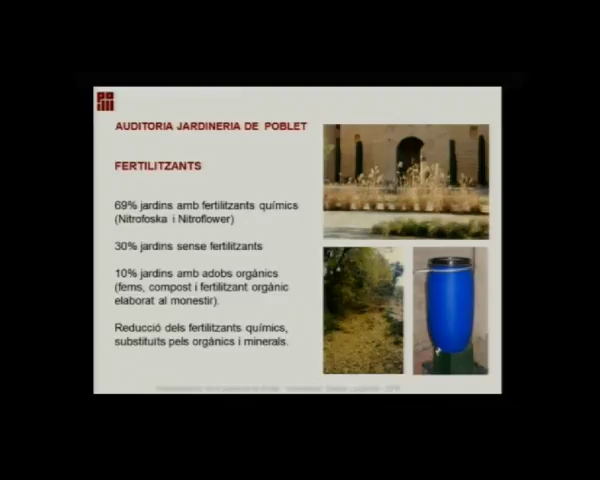 AUDITORIA JARDINERIA DE POBLET
FERTILITZANTS
69% jardins amb fertilitzants químics
(Nitrofoska i Nitroflower)
30% jardins sense fertilitzants
10% jardins amb adobs orgànics
(fems, compost i fertilitzant orgànic
elaborat al monestir).
Reducció dels fertilitzants químics,
substituïts pels orgànics i minerals.